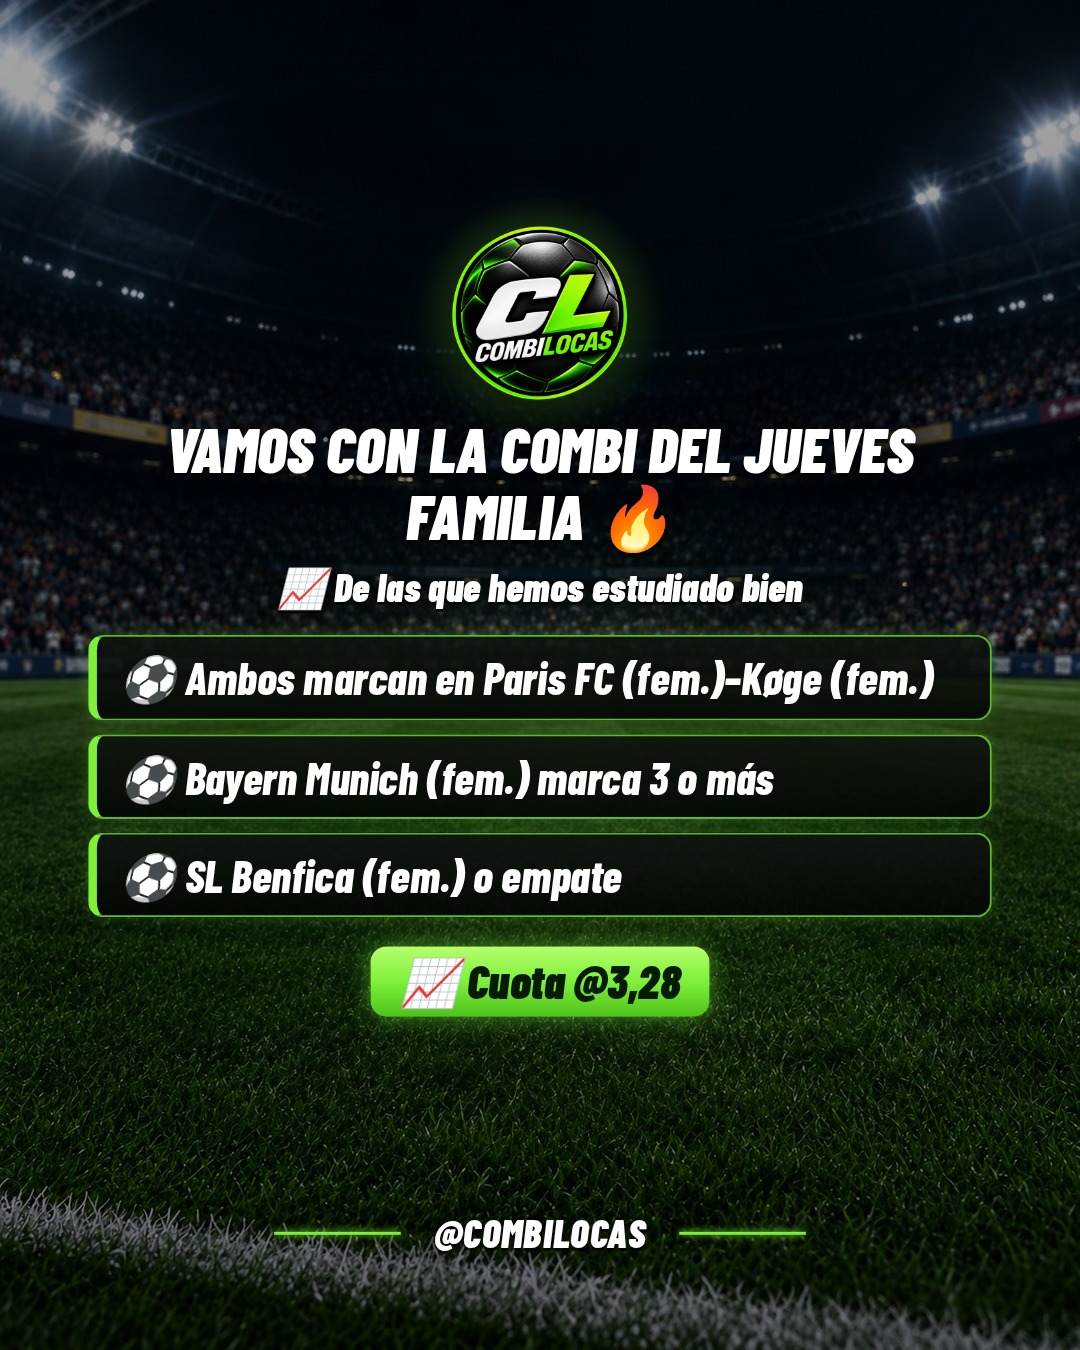 CL
COMBILOCAS
VAMOS CON LA COMBI DEL JUEVES
FAMILIA 🔥
📈 De las que hemos estudiado bien
⚽ Ambos marcan en Paris FC (fem.)-Køge (fem.)
⚽ Bayern Munich (fem.) marca 3 o más
⚽ SL Benfica (fem.) o empate
📈 Cuota @3,28
@COMBILOCAS